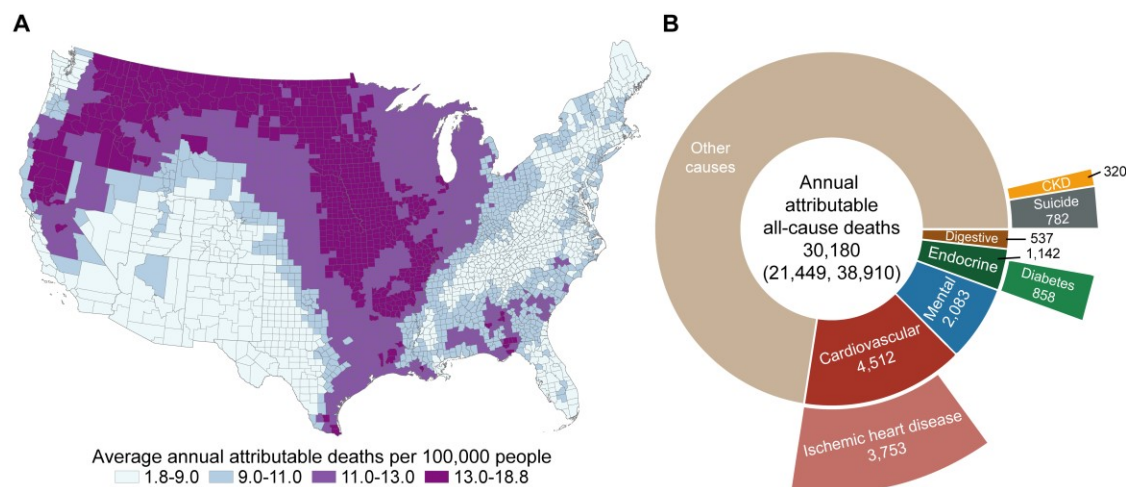 A
Average annual attributable deaths per 100,000 people
1.8-9.0 9.0-11.0 11.0-13.0 13.0-18.8
B
Other
causes
Annual
attributable
all-cause deaths
30,180
(21,449, 38,910)
CKD
320
Suicide
782
Digestive
537
Endocrine
1,142
Diabetes
858
Mental
2,083
Cardiovascular
4,512
Ischemic heart disease
3,753